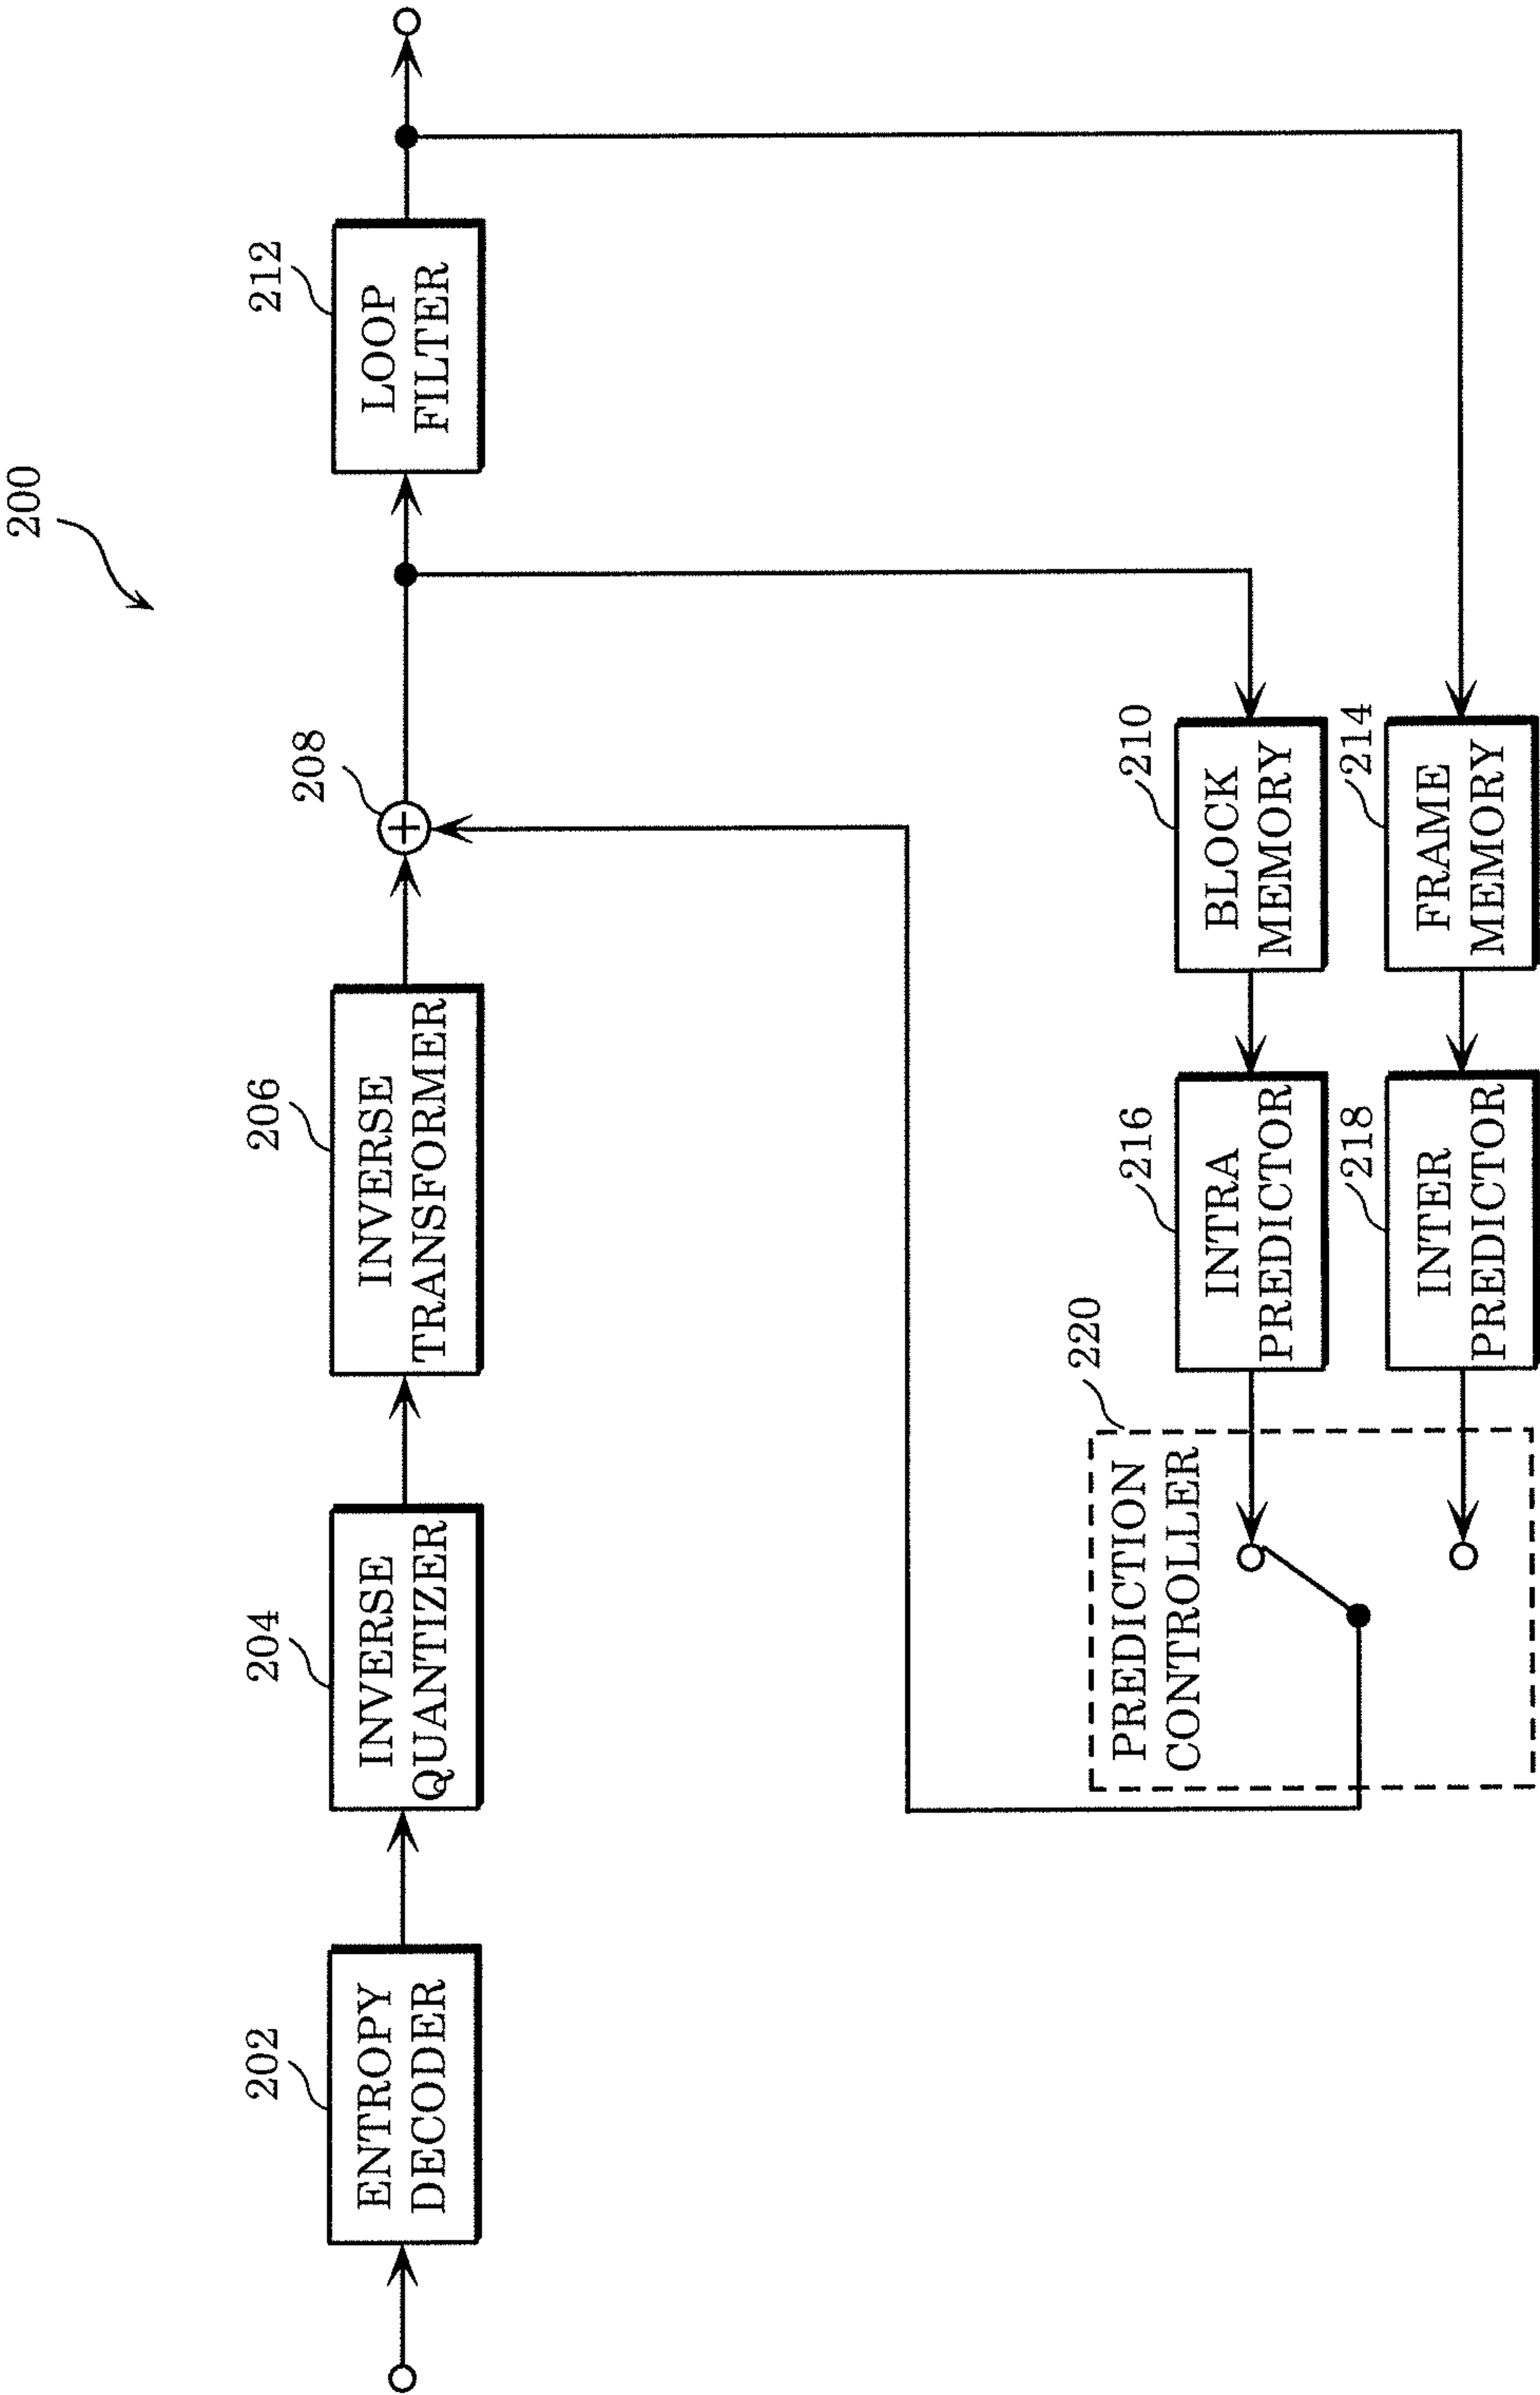 200
202
ENTROPY
DECODER
204
INVERSE
QUANTIZER
206
INVERSE
TRANSFORMER
208
+
212
LOOP
FILTER
220
PREDICTION
CONTROLLER
216
INTRA
PREDICTOR
210
BLOCK
MEMORY
218
INTER
PREDICTOR
214
FRAME
MEMORY